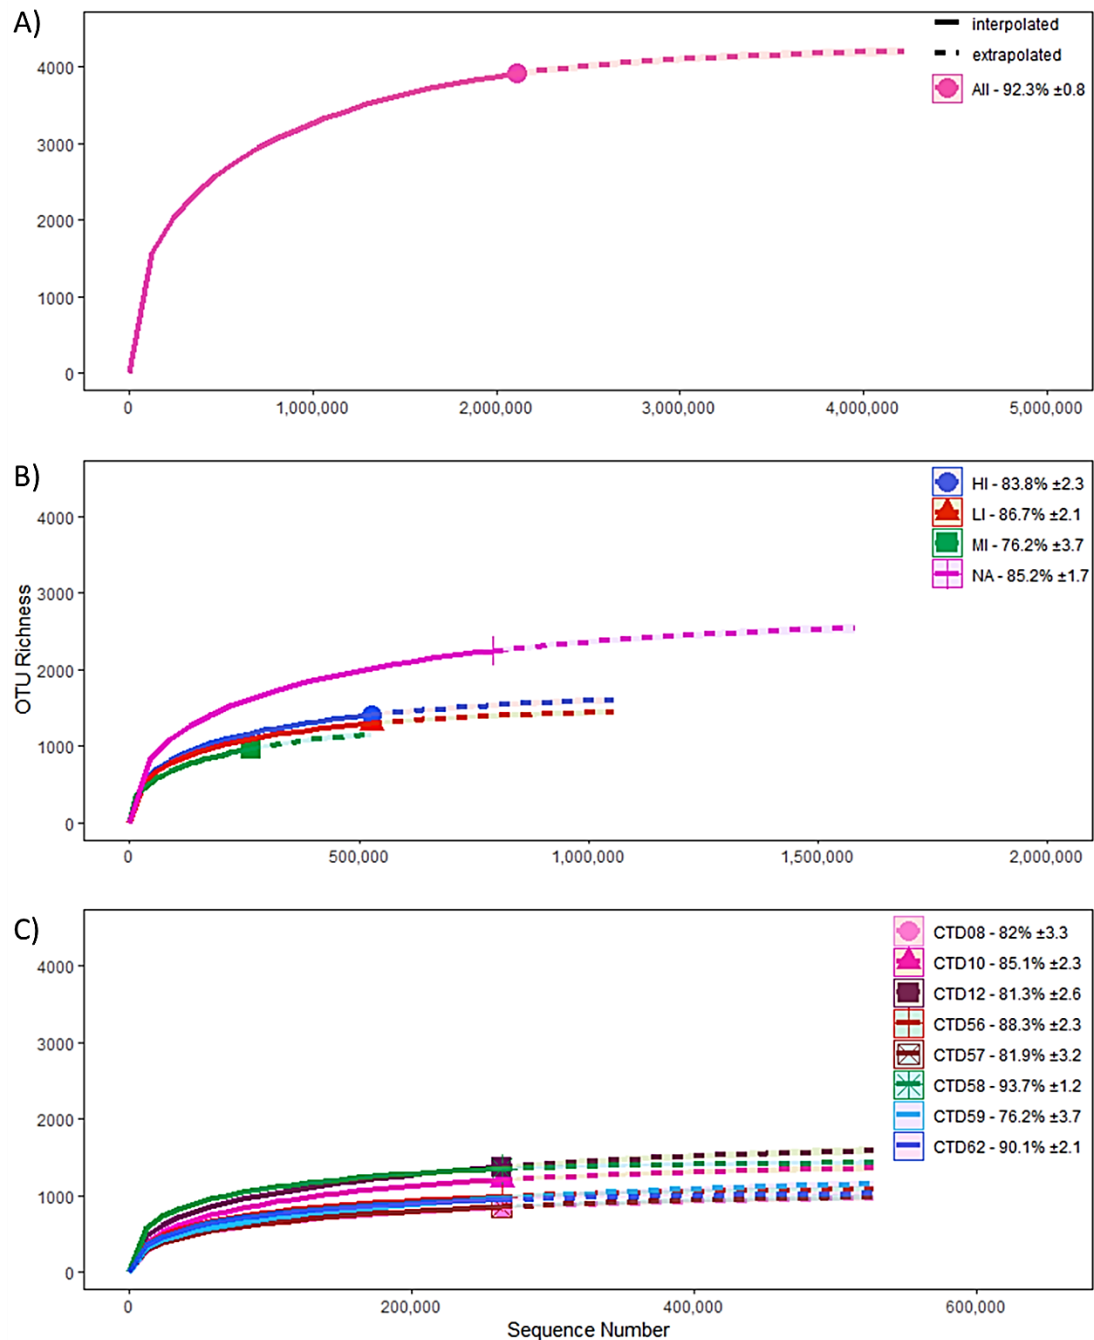 A)
4000
3000
2000
1000
0
0 1,000,000 2,000,000 3,000,000 4,000,000 5,000,000
interpolated
extrapolated
All - 92.3% ±0.8
B)
4000
3000
2000
1000
0
0 500,000 1,000,000 1,500,000 2,000,000
HI - 83.8% ±2.3
LI - 86.7% ±2.1
MI - 76.2% ±3.7
NA - 85.2% ±1.7
OTU Richness
C)
4000
3000
2000
1000
0
0 200,000 400,000 600,000
CTD08 - 82% ±3.3
CTD10 - 85.1% ±2.3
CTD12 - 81.3% ±2.6
CTD56 - 88.3% ±2.3
CTD57 - 81.9% ±3.2
CTD58 - 93.7% ±1.2
CTD59 - 76.2% ±3.7
CTD62 - 90.1% ±2.1
Sequence Number